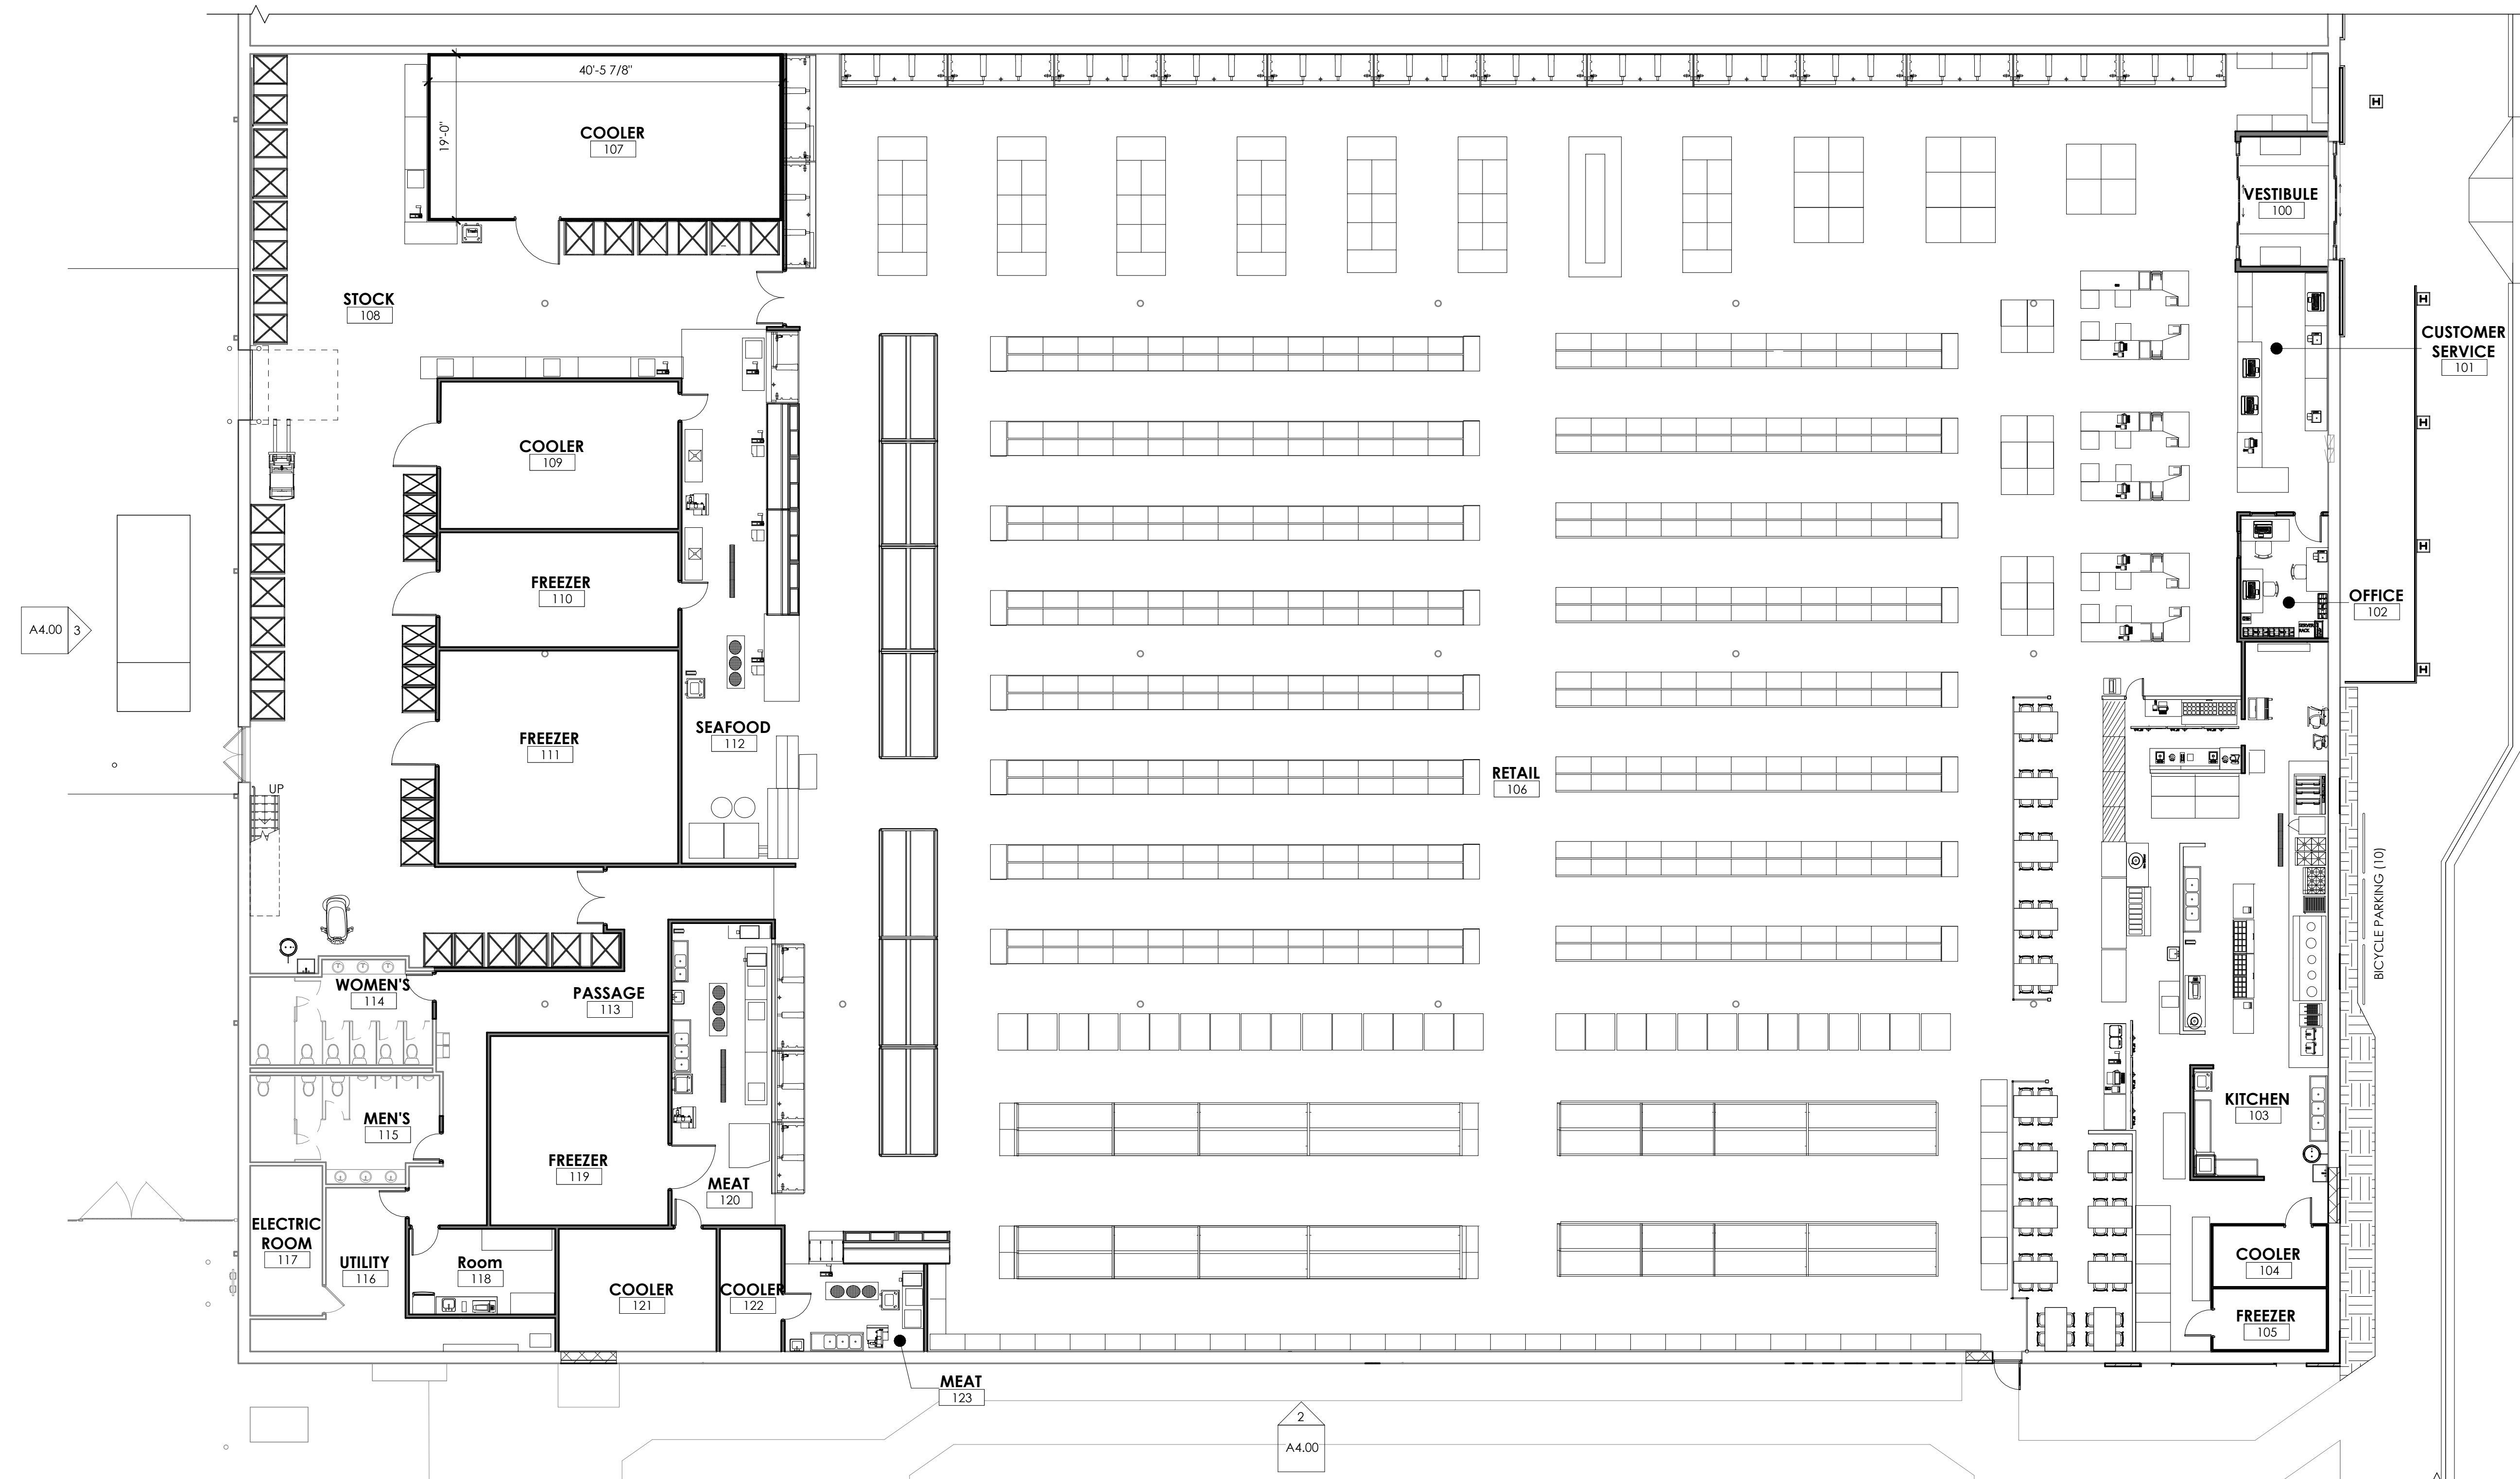 40'-5 7/8"
19'-0"
COOLER
107
VESTIBULE
100
STOCK
108
CUSTOMER
SERVICE
101
COOLER
109
FREEZER
110
OFFICE
102
SERVER
RACK
A4.00
3
FREEZER
111
SEAFOOD
112
RETAIL
106
UP
BICYCLE PARKING (10)
WOMEN'S
114
PASSAGE
113
MEN'S
115
KITCHEN
103
FREEZER
119
MEAT
120
ELECTRIC
ROOM
117
UTILITY
116
Room
118
COOLER
121
COOLER
122
COOLER
104
FREEZER
105
MEAT
123
2
A4.00